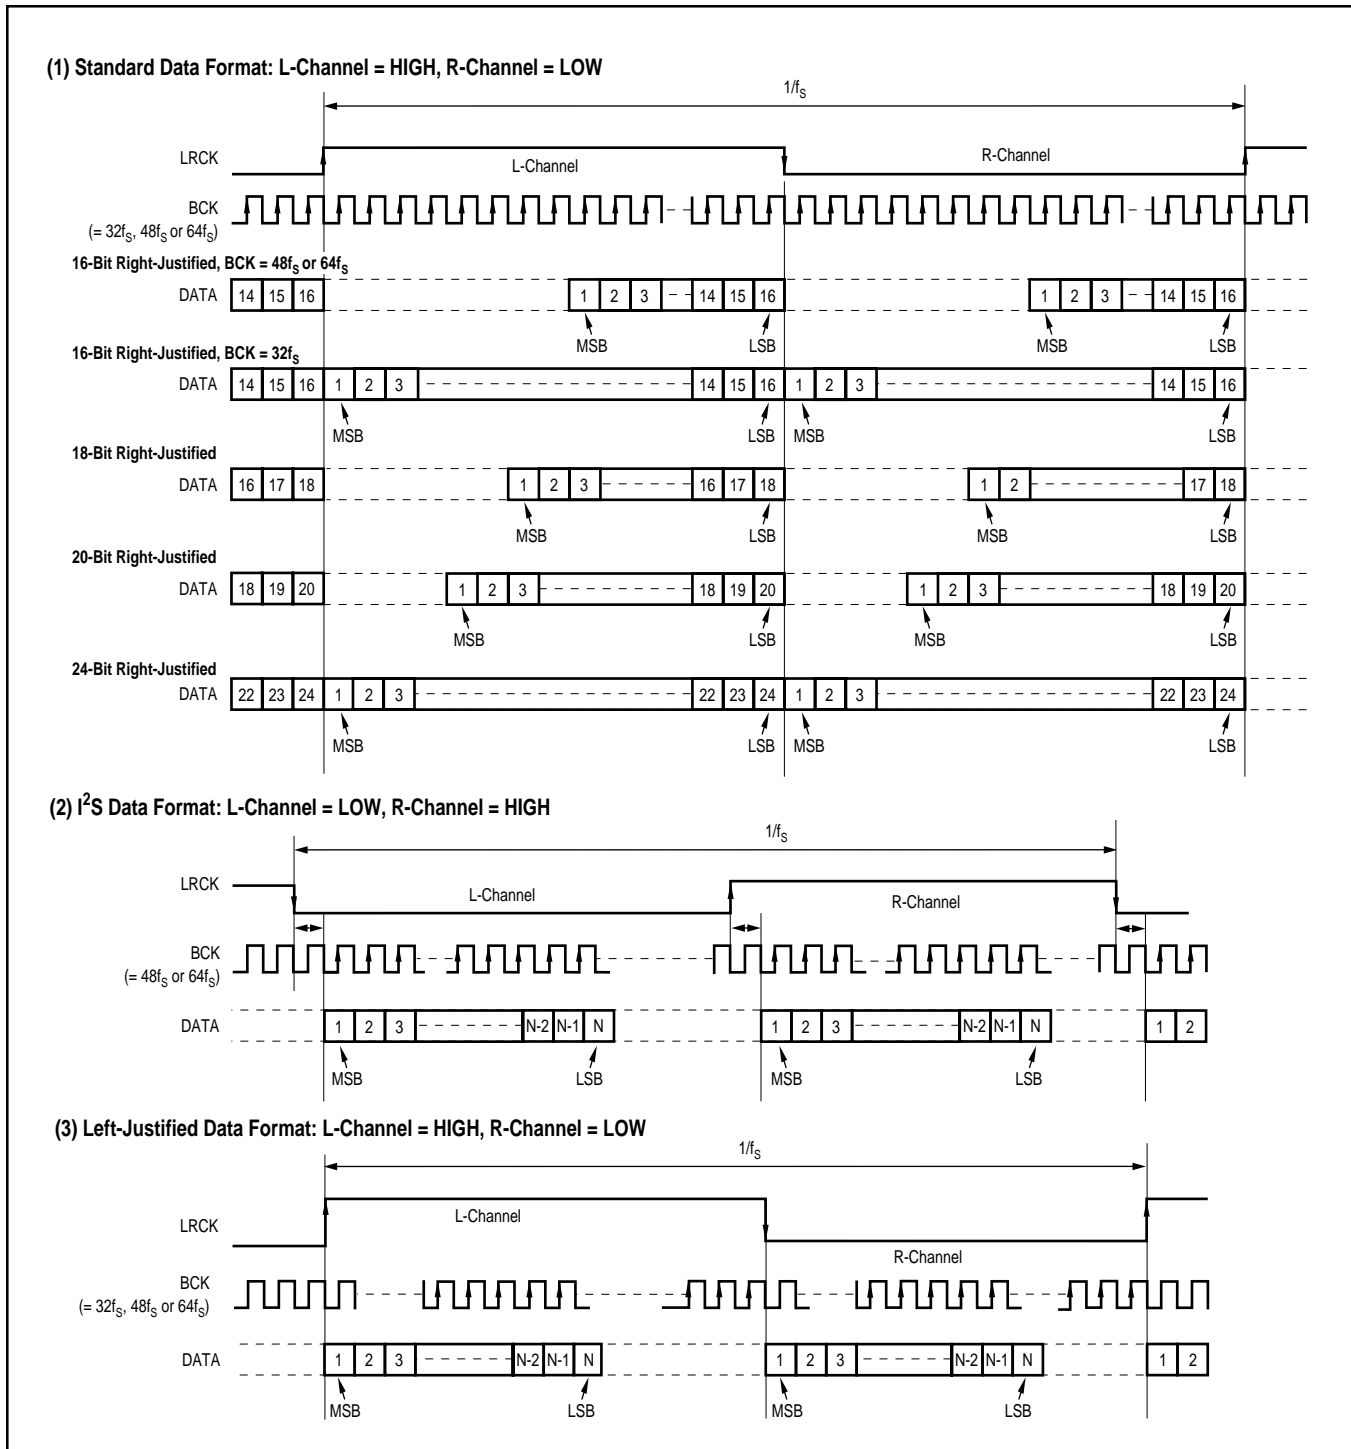 (1) Standard Data Format: L-Channel = HIGH, R-Channel = LOW
1/fS
LRCK
L-Channel
R-Channel
BCK
(= 32fS, 48fS or 64fS)
16-Bit Right-Justified, BCK = 48fS or 64fS
DATA 14 15 16 1 2 3 14 15 16 1 2 3 14 15 16
MSB LSB MSB LSB
16-Bit Right-Justified, BCK = 32fS
DATA 14 15 16 1 2 3 14 15 16 1 2 3 14 15 16
MSB LSB MSB LSB
18-Bit Right-Justified
DATA 16 17 18 1 2 3 16 17 18 1 2 17 18
MSB LSB MSB LSB
20-Bit Right-Justified
DATA 18 19 20 1 2 3 18 19 20 1 2 3 18 19 20
MSB LSB MSB LSB
24-Bit Right-Justified
DATA 22 23 24 1 2 3 22 23 24 1 2 3 22 23 24
MSB LSB MSB LSB
(2) I2S Data Format: L-Channel = LOW, R-Channel = HIGH
1/fS
LRCK
L-Channel
R-Channel
BCK
(= 48fS or 64fS)
DATA 1 2 3 N-2 N-1 N 1 2 3 N-2 N-1 N 1 2
MSB LSB MSB LSB
(3) Left-Justified Data Format: L-Channel = HIGH, R-Channel = LOW
1/fS
LRCK
L-Channel
R-Channel
BCK
(= 32fS, 48fS or 64fS)
DATA 1 2 3 N-2 N-1 N 1 2 3 N-2 N-1 N 1 2
MSB LSB MSB LSB